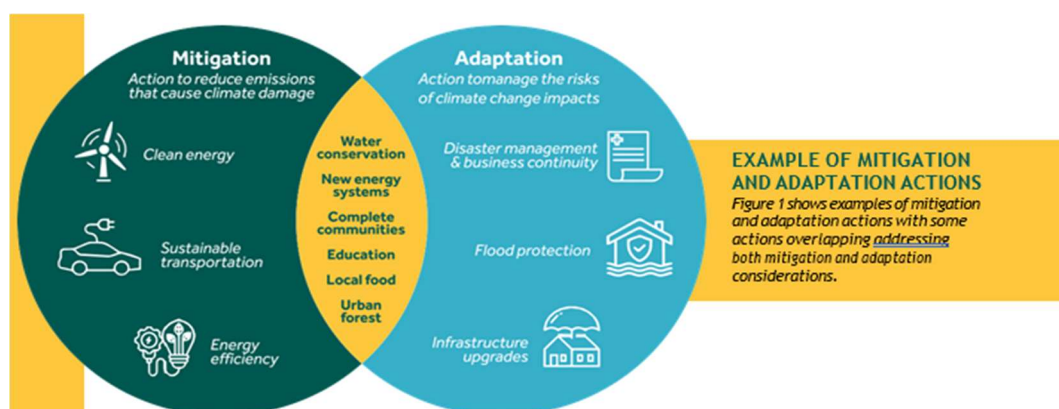 Mitigation
Action to reduce emissions
that cause climate damage
Clean energy
Sustainable
transportation
Energy
efficiency
Water
conservation
New energy
systems
Complete
communities
Education
Local food
Urban
forest
Adaptation
Action tomanage the risks
of climate change impacts
Disaster management
& business continuity
Flood protection
Infrastructure
upgrades
EXAMPLE OF MITIGATION
AND ADAPTATION ACTIONS
Figure 1 shows examples of mitigation
and adaptation actions with some
actions overlapping addressing
both mitigation and adaptation
considerations.